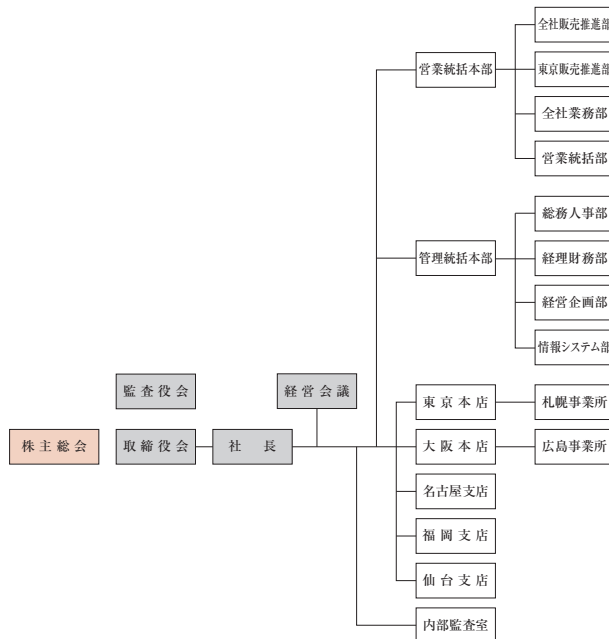 全社販売推進部
営業統括本部
東京販売推進部
全社業務部
営業統括部
総務人事部
管理統括本部
経理財務部
経営企画部
情報システム部
監査役会
経営会議
東京本店
札幌事業所
株主総会
取締役会
社長
大阪本店
広島事業所
名古屋支店
福岡支店
仙台支店
内部監査室